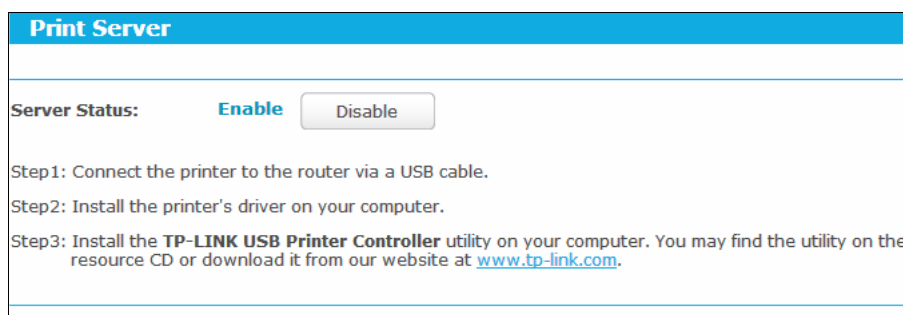 Print Server
Server Status: Enable Disable
Step1: Connect the printer to the router via a USB cable.
Step2: Install the printer's driver on your computer.
Step3: Install the TP-LINK USB Printer Controller utility on your computer. You may find the utility on the
resource CD or download it from our website at www.tp-link.com.